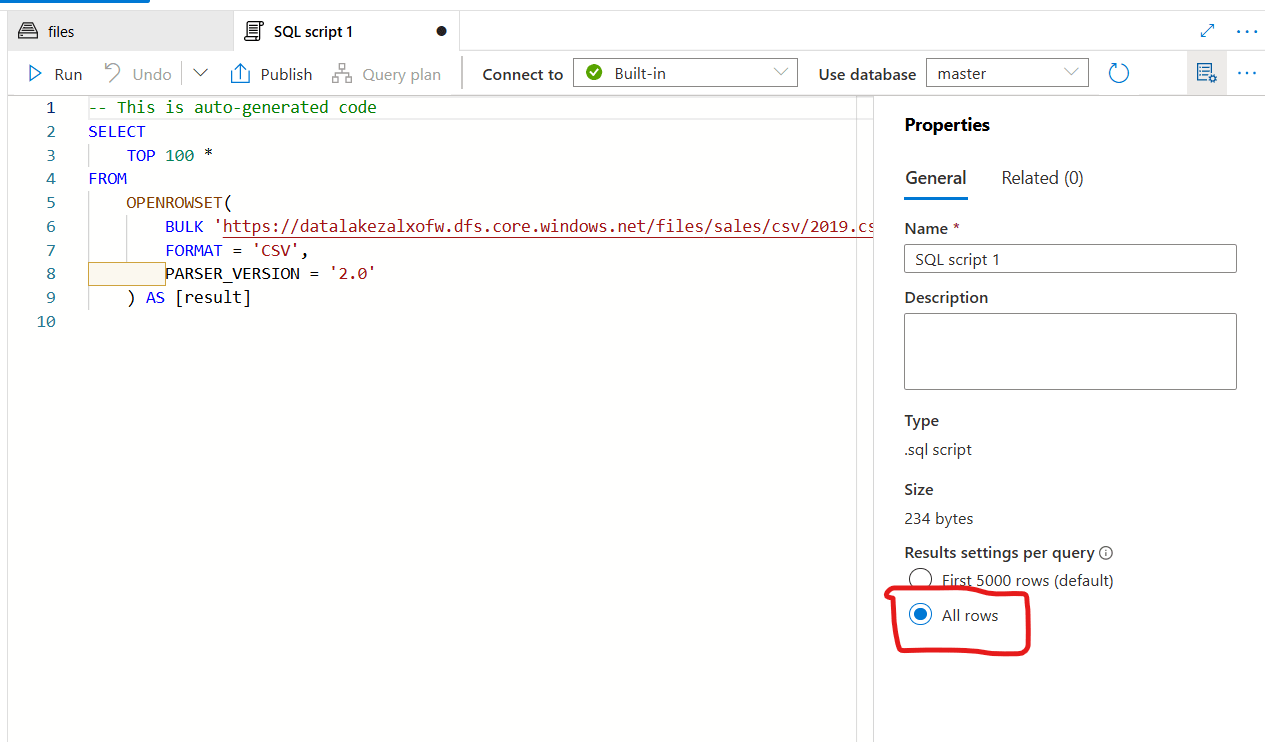 files
SQL script 1
Run Undo Publish Query plan Connect to Built-in Use database master
1 -- This is auto-generated code
2 SELECT
3 TOP 100 *
4 FROM
5 OPENROWSET(
6 BULK 'https://datalakezalxofw.dfs.core.windows.net/files/sales/csv/2019.cs
7 FORMAT = 'CSV',
8 PARSER_VERSION = '2.0'
9 ) AS [result]
10
Properties
General Related (0)
Name *
SQL script 1
Description
Type
.sql script
Size
234 bytes
Results settings per query
First 5000 rows (default)
All rows